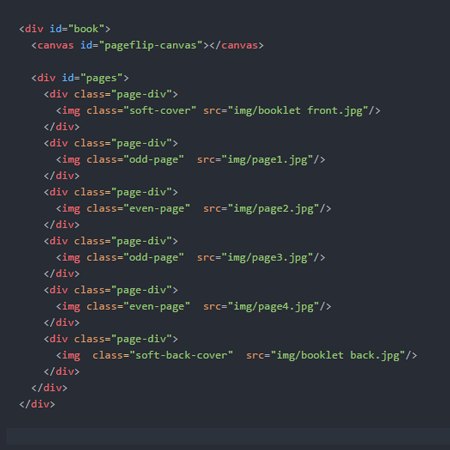 <div id="book">
  <canvas id="pageflip-canvas"></canvas>

  <div id="pages">
    <div class="page-div">
      <img class="soft-cover" src="img/booklet front.jpg"/>
    </div>
    <div class="page-div">
      <img class="odd-page"  src="img/page1.jpg"/>
    </div>
    <div class="page-div">
      <img class="even-page"  src="img/page2.jpg"/>
    </div>
    <div class="page-div">
      <img class="odd-page"  src="img/page3.jpg"/>
    </div>
    <div class="page-div">
      <img class="even-page"  src="img/page4.jpg"/>
    </div>
    <div class="page-div">
      <img  class="soft-back-cover"  src="img/booklet back.jpg"/>
    </div>
  </div>
</div>